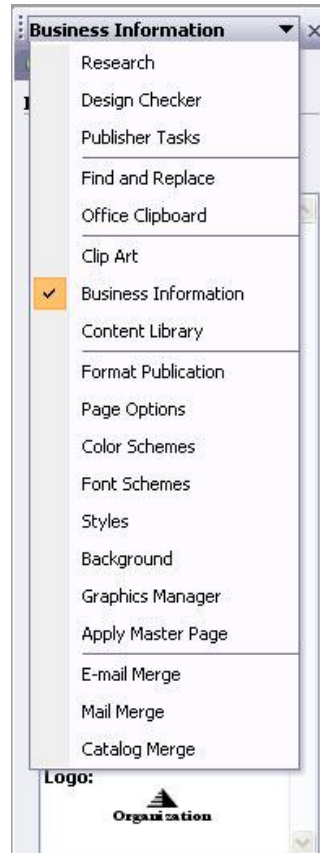 Business Information
Research
Design Checker
Publisher Tasks
Find and Replace
Office Clipboard
Clip Art
Business Information
Content Library
Format Publication
Page Options
Color Schemes
Font Schemes
Styles
Background
Graphics Manager
Apply Master Page
E-mail Merge
Mail Merge
Catalog Merge
Logo:
Organization